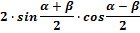 2 · sin (α + β)/2 · cos (α − β)/2